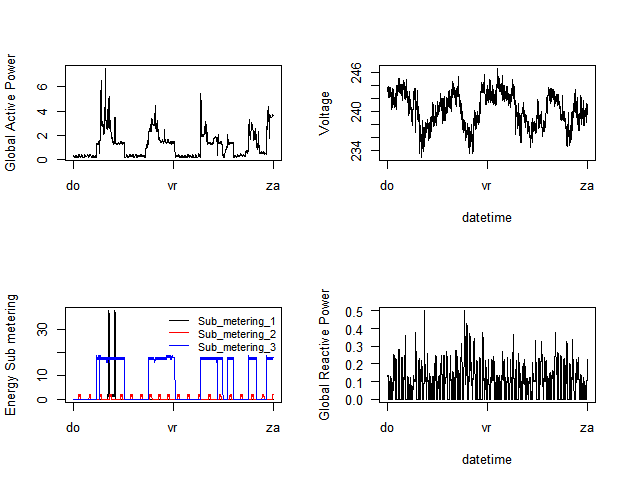 Global Active Power
0 2 4 6
do vr za
Voltage
234 240 246
do vr za
datetime
Energy Sub metering
0 10 30
Sub_metering_1
Sub_metering_2
Sub_metering_3
do vr za
Global Reactive Power
0.0 0.1 0.2 0.3 0.4 0.5
do vr za
datetime